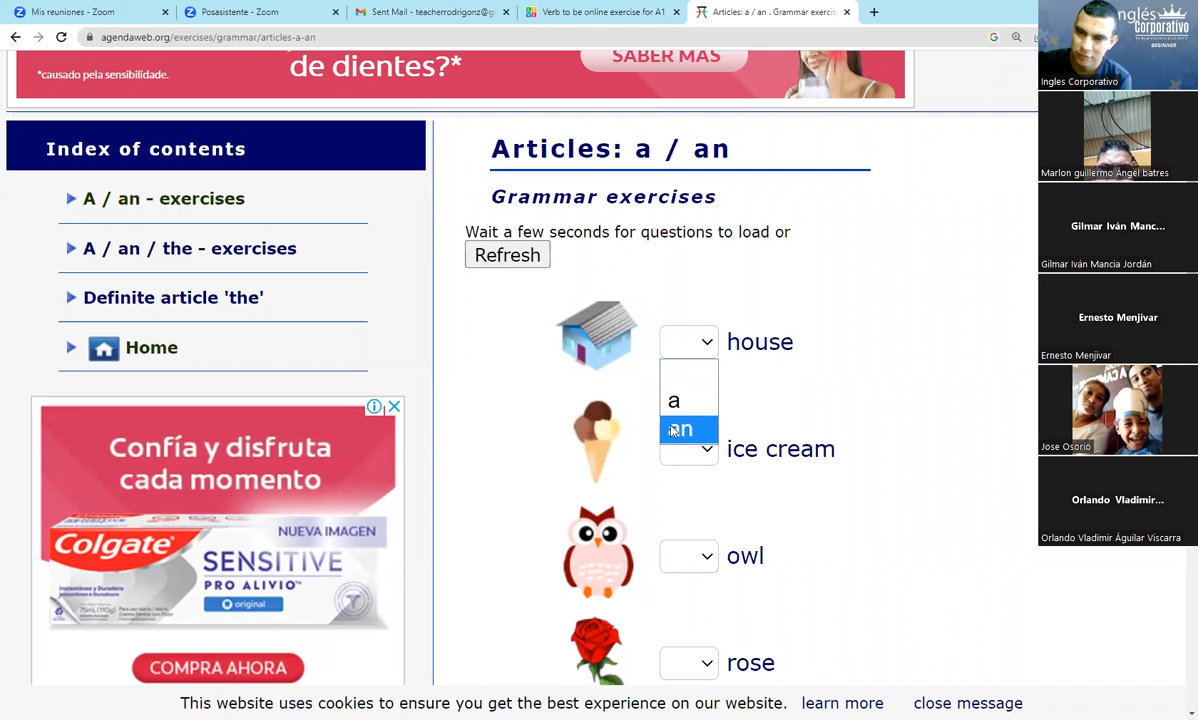 Mis reuniones - Zoom
Posasistente - Zoom
Sent Mail - teacherrodrigonz@g
Verb to be online exercise for A1
Articles: a / an . Grammar exercis
agendaweb.org/exercises/grammar/articles-a-an
*causado pela sensibilidade.
de dientes?*
SABER MAS
Index of contents
A / an - exercises
A / an / the - exercises
Definite article 'the'
Home
Confía y disfruta
cada momento
NUEVA IMAGEN
Colgate
SENSITIVE
PRO ALIVIO™
original
COMPRA AHORA
Articles: a / an
Grammar exercises
Wait a few seconds for questions to load or
Refresh
house
a
an
ice cream
owl
rose
This website uses cookies to ensure you get the best experience on our website. learn more close message
Inglés
Corporativo
BEGINNER
Ingles Corporativo
Marlon guillermo Ángel batres
Gilmar Iván Manc...
Gilmar Iván Mancia Jordán
Ernesto Menjivar
Ernesto Menjivar
Jose Osorio
Orlando Vladimir...
Orlando Vladimir Águilar Viscarra